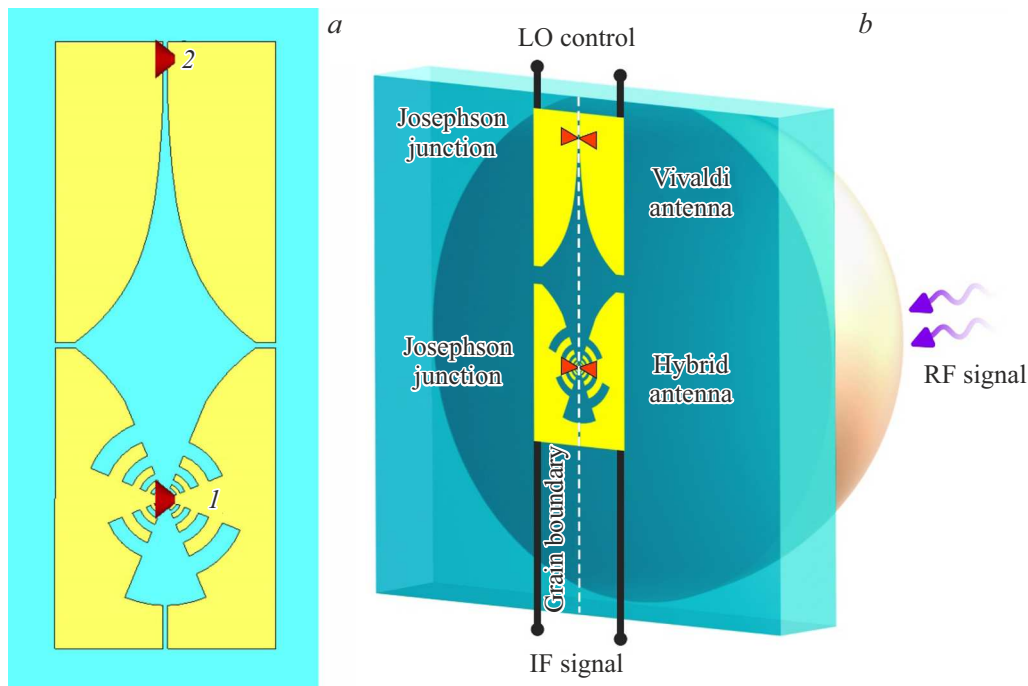 a
2
1
b
LO control
Josephson
junction
Vivaldi
antenna
Josephson
junction
Hybrid
antenna
RF signal
Grain boundary
IF signal